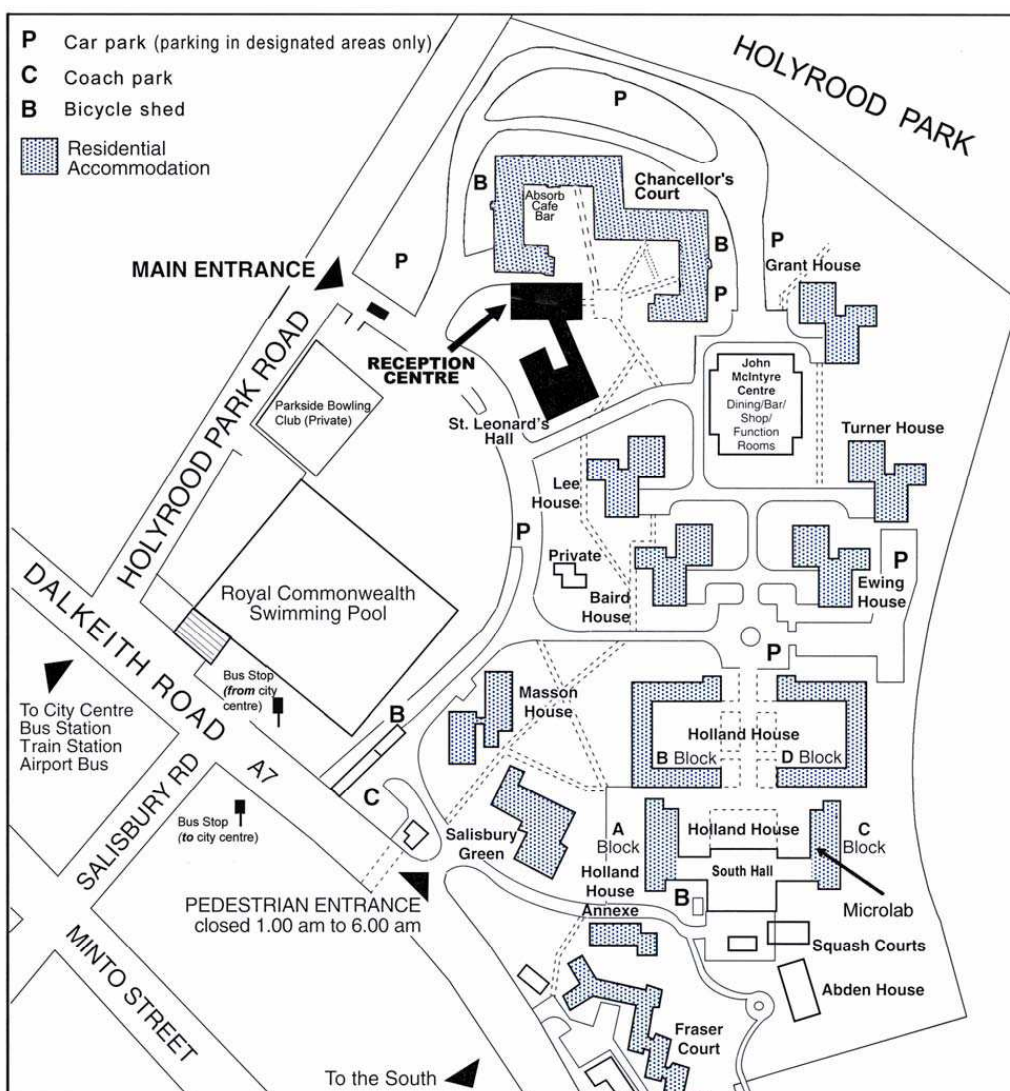 P Car park (parking in designated areas only)
C Coach park
B Bicycle shed
Residential
Accommodation
HOLYROOD PARK
P
B
Absorb
Cafe
Bar
Chancellor's
Court
B
P
P
P
Grant House
MAIN ENTRANCE
HOLYROOD PARK ROAD
RECEPTION
CENTRE
Parkside Bowling
Club (Private)
St. Leonard's
Hall
John
McIntyre
Centre
Dining/Bar/
Shop/
Function
Rooms
Turner House
Lee
House
P
Private
Baird
House
P
Ewing
House
Royal Commonwealth
Swimming Pool
DALKEITH ROAD
A7
To City Centre
Bus Station
Train Station
Airport Bus
Bus Stop
(from city
centre)
B
P
Masson
House
Holland House
B Block
D Block
SALISBURY RD
Bus Stop
(to city centre)
C
Salisbury
Green
A
Block
Holland House
C
Block
South Hall
Holland
House
Annexe
B
Microlab
PEDESTRIAN ENTRANCE
closed 1.00 am to 6.00 am
MINTO STREET
Squash Courts
Abden House
Fraser
Court
To the South